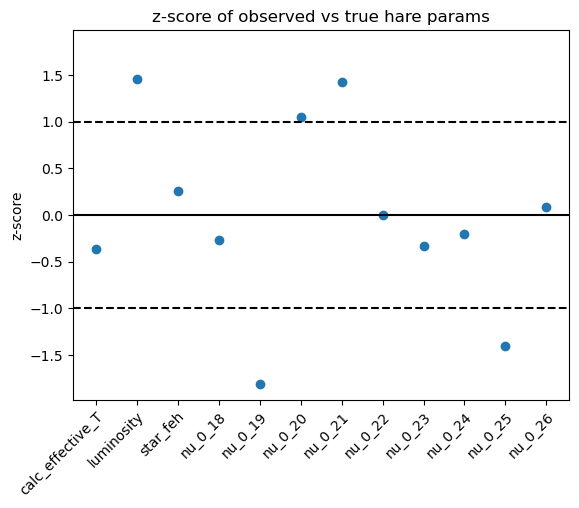 z-score of observed vs true hare params
z-score
1.5
1.0
0.5
0.0
−0.5
−1.0
−1.5
calc_effective_T
luminosity
star_feh
nu_0_18
nu_0_19
nu_0_20
nu_0_21
nu_0_22
nu_0_23
nu_0_24
nu_0_25
nu_0_26